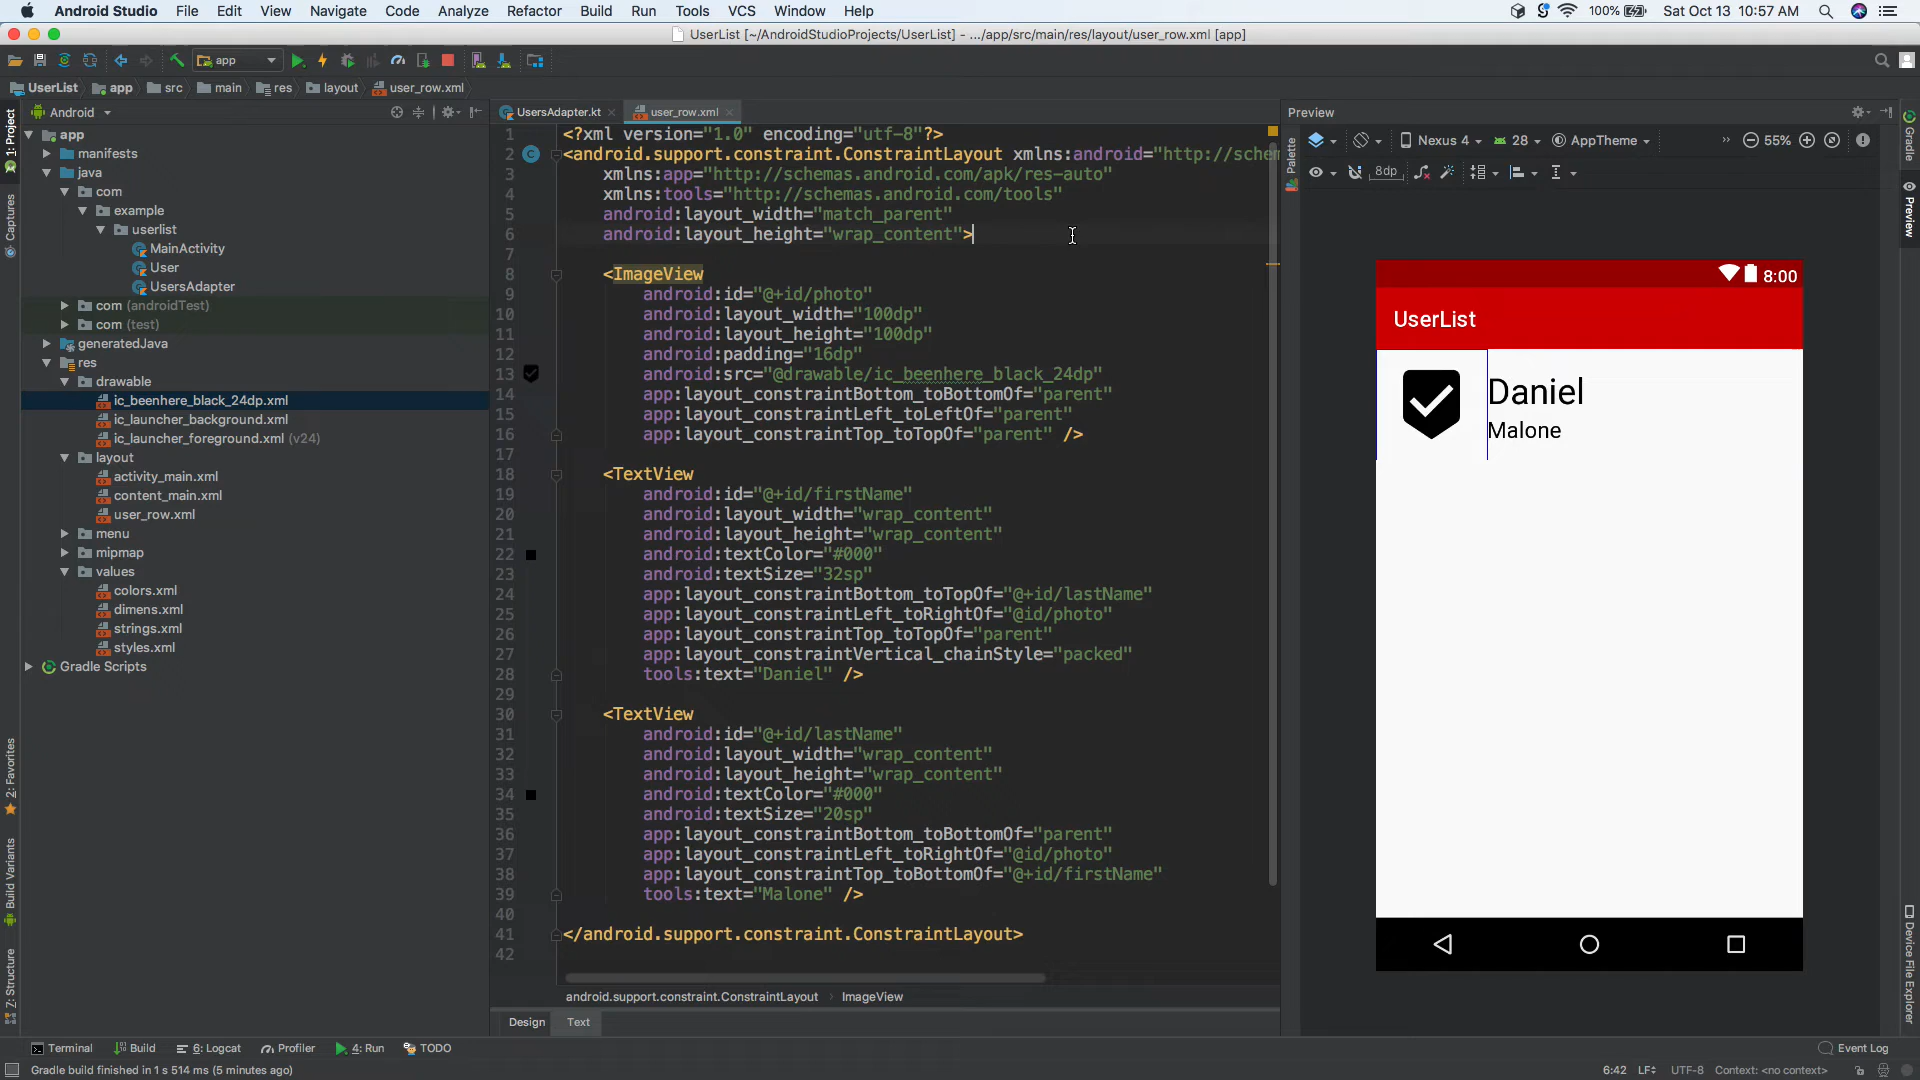 Android Studio File Edit View Navigate Code Analyze Refactor Build Run Tools VCS Window Help 100% Sat Oct 13 10:57 AM
UserList [~/AndroidStudioProjects/UserList] - .../app/src/main/res/layout/user_row.xml [app]
app
UserList app src main res layout user_row.xml
Android
UsersAdapter.kt user_row.xml
Preview
1: Project
Captures
2: Favorites
Build Variants
Z: Structure
app
manifests
java
com
example
userlist
MainActivity
User
UsersAdapter
com (androidTest)
com (test)
generatedJava
res
drawable
ic_beenhere_black_24dp.xml
ic_launcher_background.xml
ic_launcher_foreground.xml (v24)
layout
activity_main.xml
content_main.xml
user_row.xml
menu
mipmap
values
colors.xml
dimens.xml
strings.xml
styles.xml
Gradle Scripts
1 <?xml version="1.0" encoding="utf-8"?>
2 <android.support.constraint.ConstraintLayout xmlns:android="http://schem
3 xmlns:app="http://schemas.android.com/apk/res-auto"
4 xmlns:tools="http://schemas.android.com/tools"
5 android:layout_width="match_parent"
6 android:layout_height="wrap_content">
7
8 <ImageView
9 android:id="@+id/photo"
10 android:layout_width="100dp"
11 android:layout_height="100dp"
12 android:padding="16dp"
13 android:src="@drawable/ic_beenhere_black_24dp"
14 app:layout_constraintBottom_toBottomOf="parent"
15 app:layout_constraintLeft_toLeftOf="parent"
16 app:layout_constraintTop_toTopOf="parent" />
17
18 <TextView
19 android:id="@+id/firstName"
20 android:layout_width="wrap_content"
21 android:layout_height="wrap_content"
22 android:textColor="#000"
23 android:textSize="32sp"
24 app:layout_constraintBottom_toTopOf="@+id/lastName"
25 app:layout_constraintLeft_toRightOf="@id/photo"
26 app:layout_constraintTop_toTopOf="parent"
27 app:layout_constraintVertical_chainStyle="packed"
28 tools:text="Daniel" />
29
30 <TextView
31 android:id="@+id/lastName"
32 android:layout_width="wrap_content"
33 android:layout_height="wrap_content"
34 android:textColor="#000"
35 android:textSize="20sp"
36 app:layout_constraintBottom_toBottomOf="parent"
37 app:layout_constraintLeft_toRightOf="@id/photo"
38 app:layout_constraintTop_toBottomOf="@+id/firstName"
39 tools:text="Malone" />
40
41 </android.support.constraint.ConstraintLayout>
42
android.support.constraint.ConstraintLayout › ImageView
Design Text
Palette
Nexus 4 28 AppTheme » 55%
8dp
8:00
UserList
Daniel
Malone
Gradle
Preview
Device File Explorer
Terminal Build 6: Logcat Profiler 4: Run TODO Event Log
Gradle build finished in 1 s 514 ms (5 minutes ago) 6:42 LF UTF-8 Context: <no context>